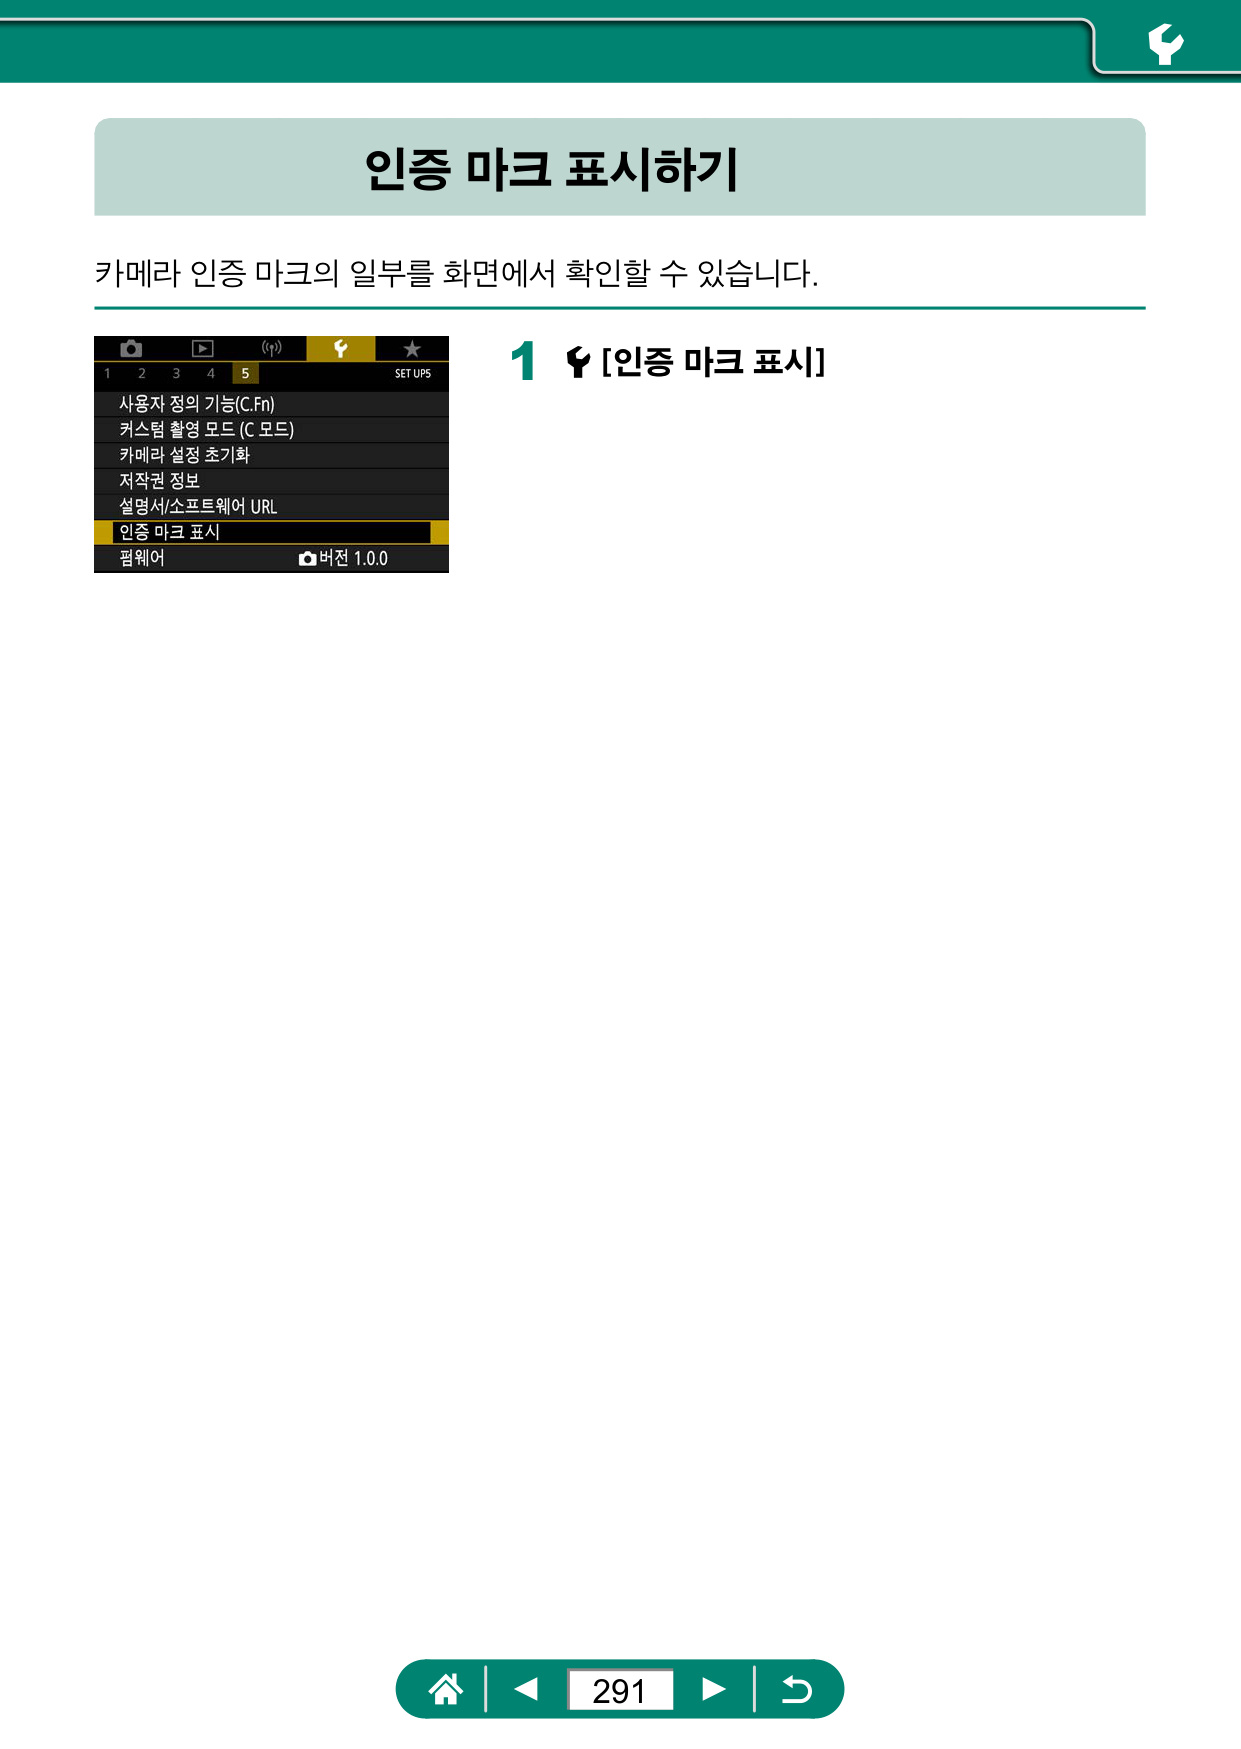 인증 마크 표시하기
카메라 인증 마크의 일부를 화면에서 확인할 수 있습니다.
1 2 3 4 5 SET UP5
사용자 정의 기능(C.Fn)
커스텀 촬영 모드 (C 모드)
카메라 설정 초기화
저작권 정보
설명서/소프트웨어 URL
인증 마크 표시
펌웨어 버전 1.0.0
1 [인증 마크 표시]
291